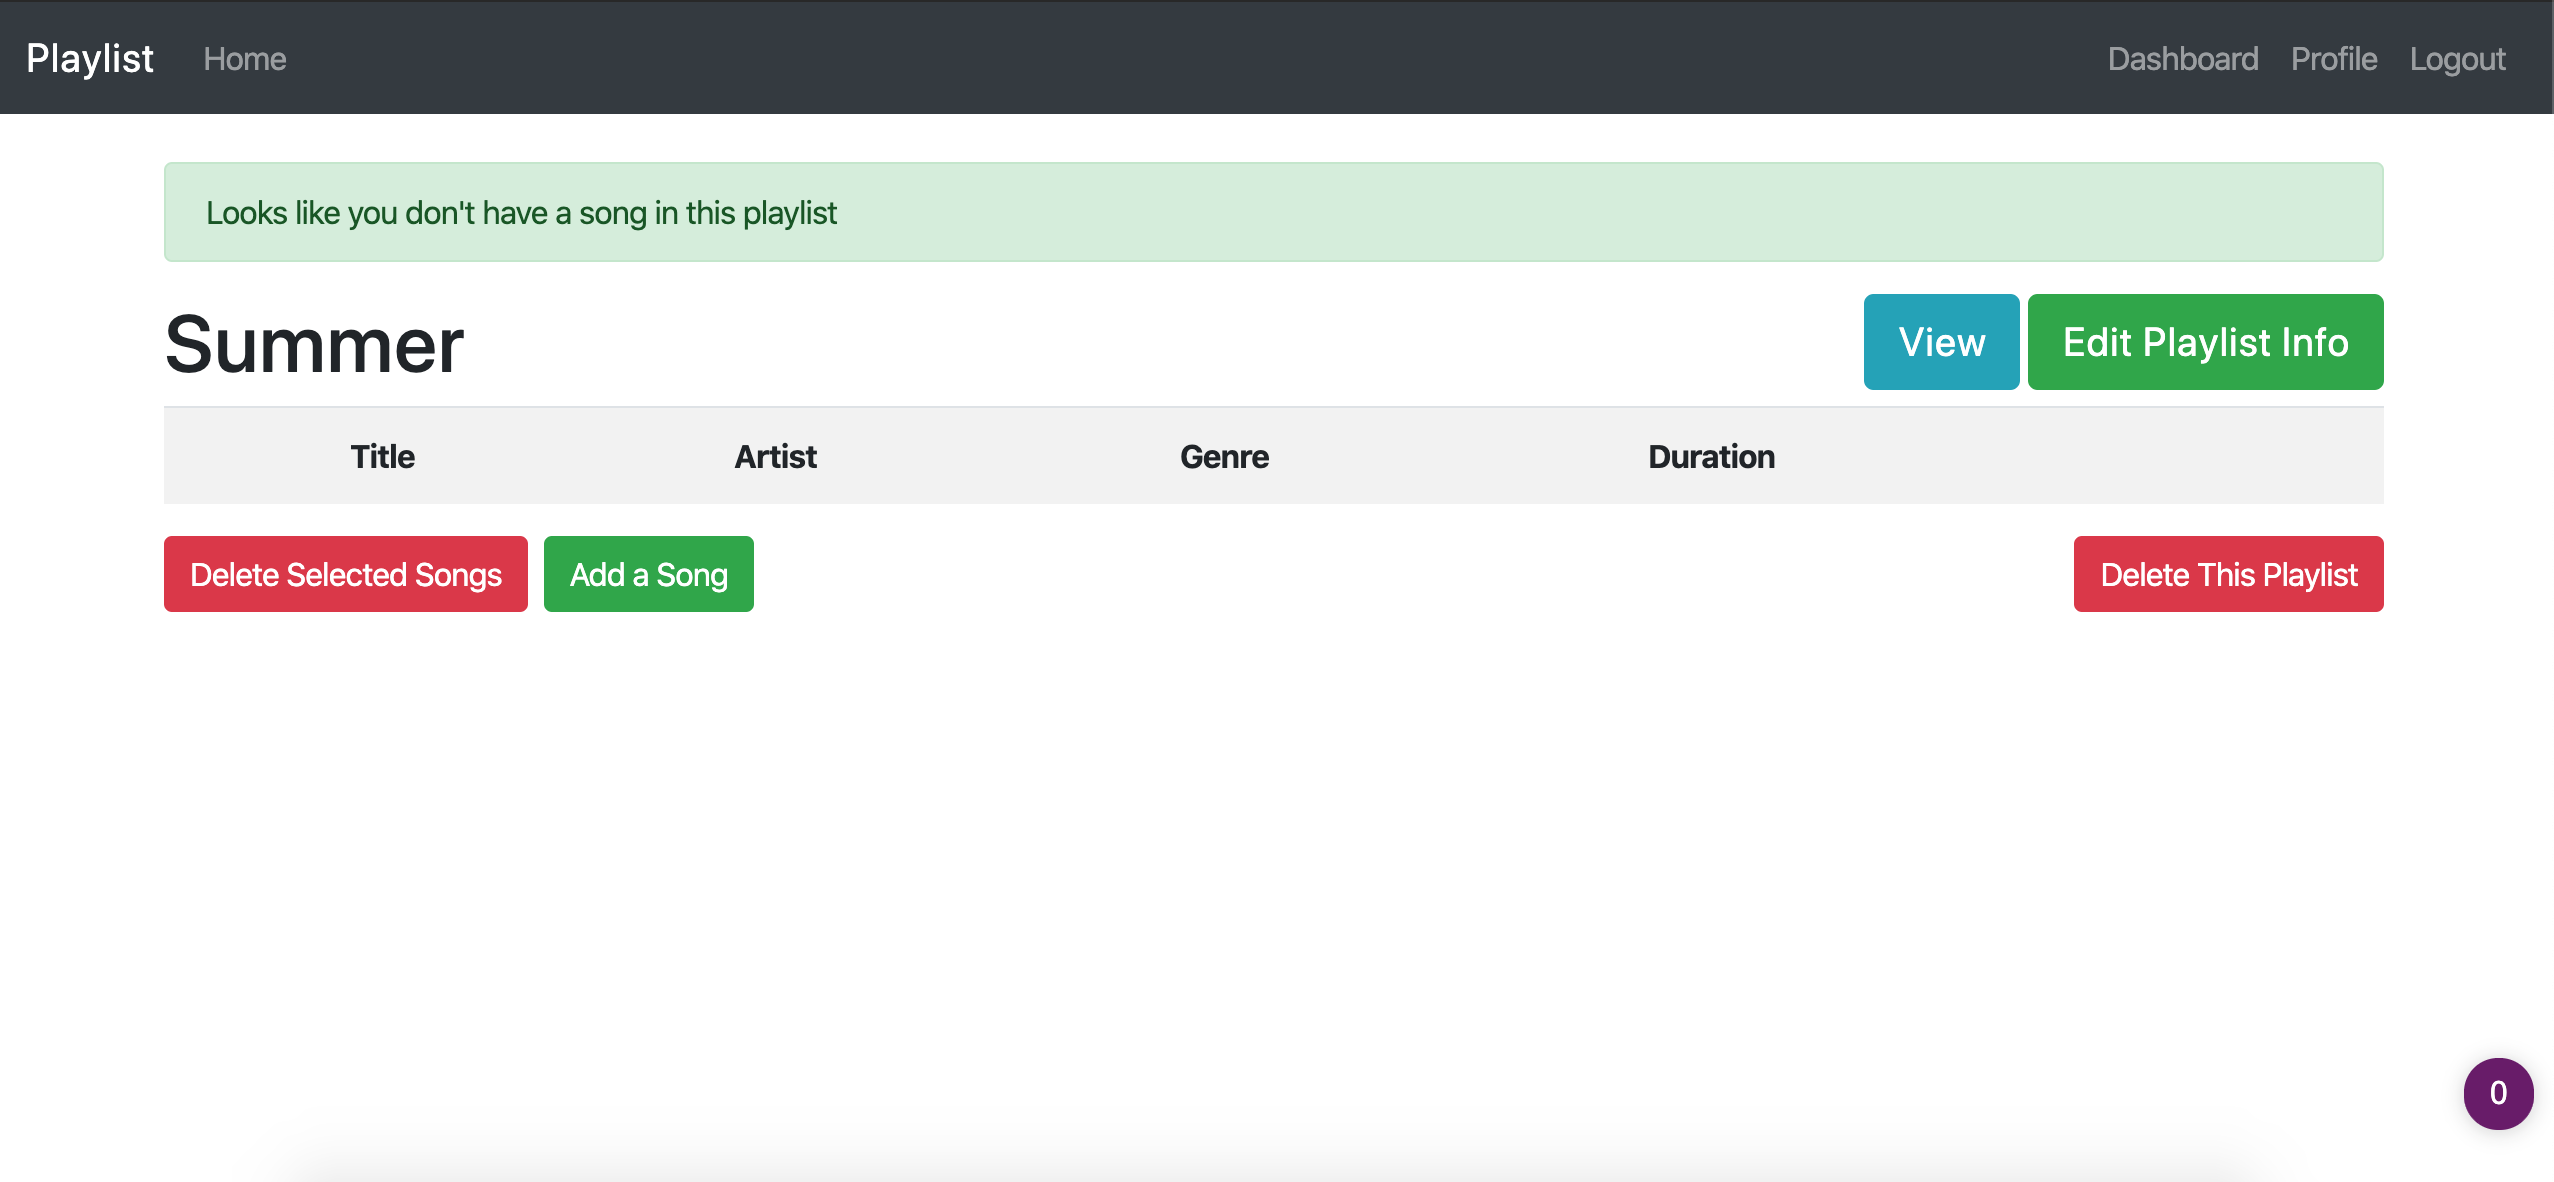 Playlist Home Dashboard Profile Logout
Looks like you don't have a song in this playlist
Summer View Edit Playlist Info
Title Artist Genre Duration
Delete Selected Songs Add a Song Delete This Playlist
0